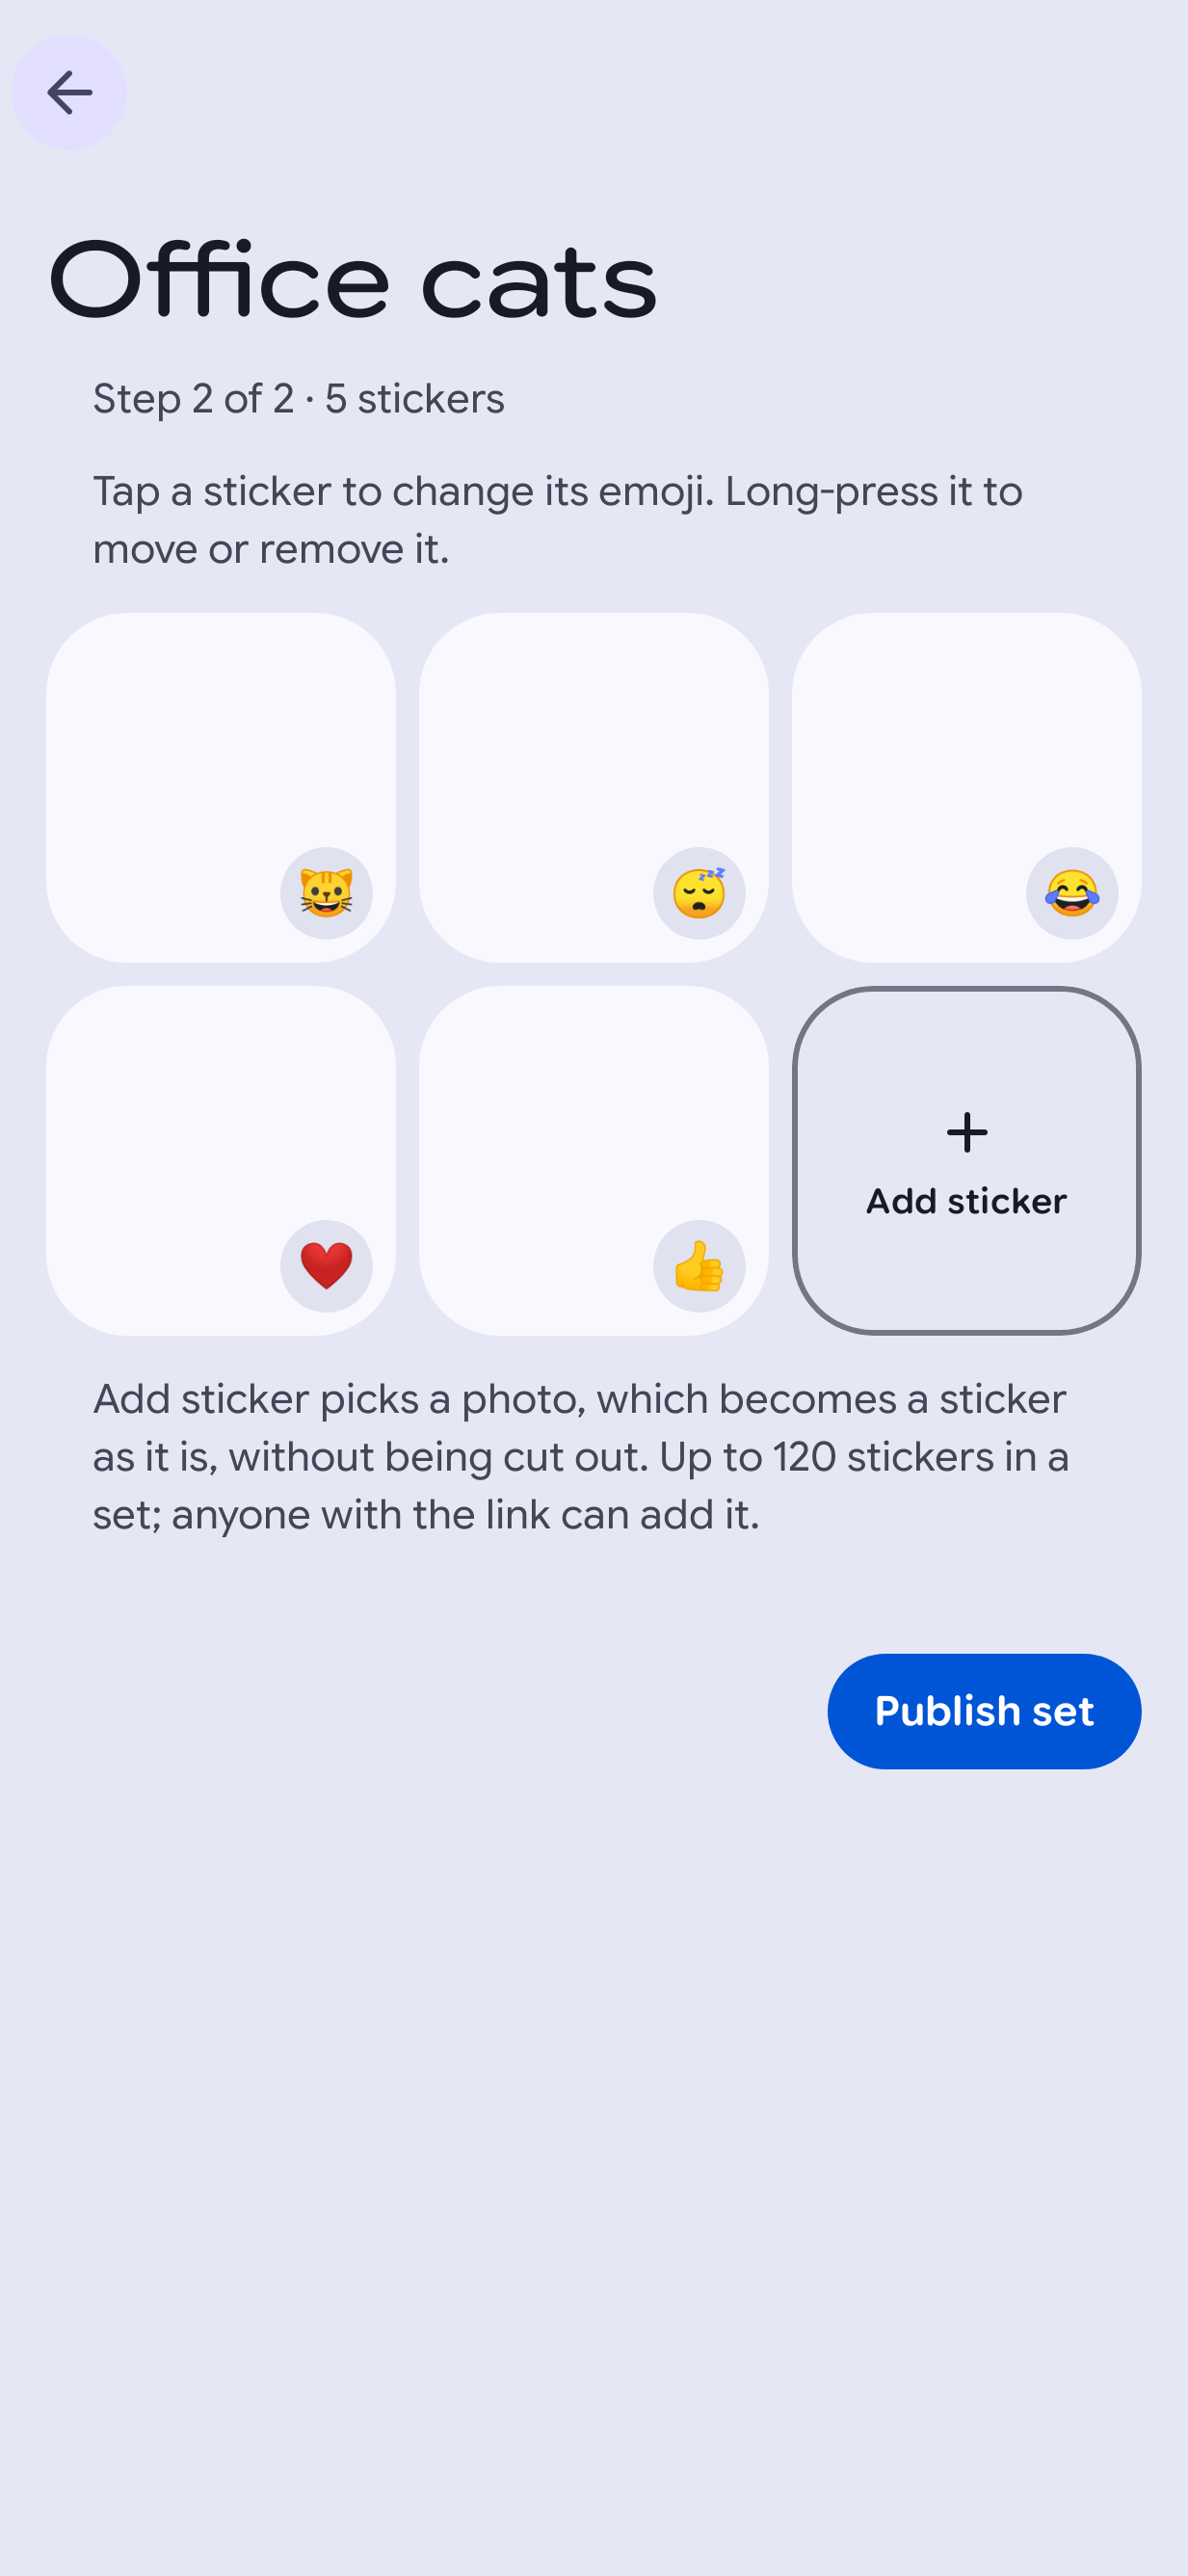 Office cats
Step 2 of 2 · 5 stickers
Tap a sticker to change its emoji. Long-press it to
move or remove it.
Add sticker
Add sticker picks a photo, which becomes a sticker
as it is, without being cut out. Up to 120 stickers in a
set; anyone with the link can add it.
Publish set